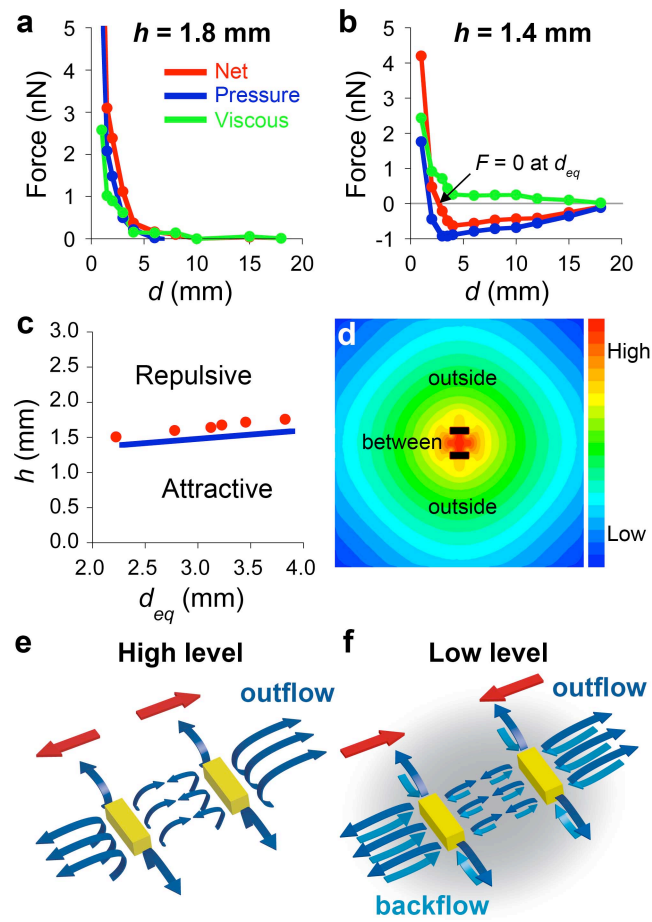 a
h = 1.8 mm
5
4
3
2
1
0
Force (nN)
Net
Pressure
Viscous
0
5
10
15
20
d (mm)
b
h = 1.4 mm
5
4
3
2
1
0
-1
Force (nN)
F = 0 at deq
0
5
10
15
20
d (mm)
c
3.0
2.5
2.0
1.5
1.0
0.5
0.0
h (mm)
Repulsive
Attractive
2.0
2.5
3.0
3.5
4.0
deq (mm)
d
outside
between
outside
High
Low
e
High level
outflow
f
Low level
outflow
backflow